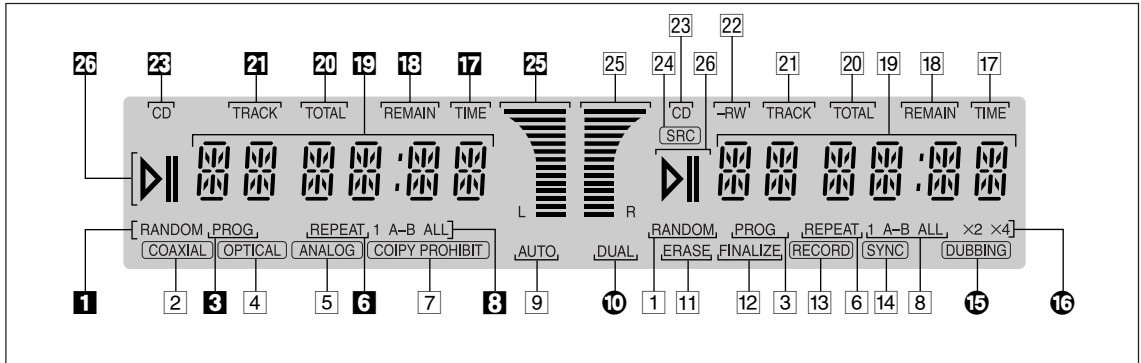 26 23 21 20 19 18 17 25 25 24 23 26 22 21 20 19 18 17
CD TRACK TOTAL REMAIN TIME CD –RW TRACK TOTAL REMAIN TIME
SRC
L R
RANDOM PROG REPEAT 1 A–B ALL RANDOM PROG REPEAT 1 A–B ALL ×2 ×4
COAXIAL OPTICAL ANALOG COIPY PROHIBIT AUTO DUAL ERASE FINALIZE RECORD SYNC DUBBING
1 2 3 4 5 6 7 8 9 10 1 11 12 3 13 6 14 8 15 16